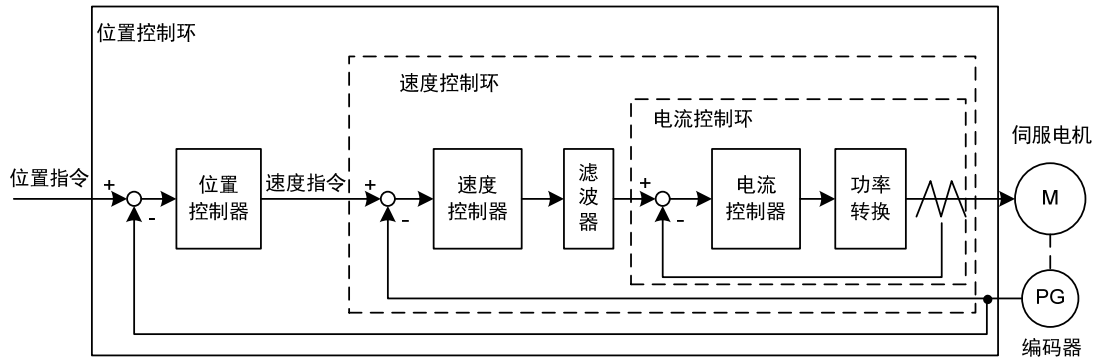 位置控制环
速度控制环
电流控制环
伺服电机
位置指令
+
-
位置
控制器
速度指令
+
-
速度
控制器
滤
波
器
+
-
电流
控制器
功率
转换
M
PG
编码器